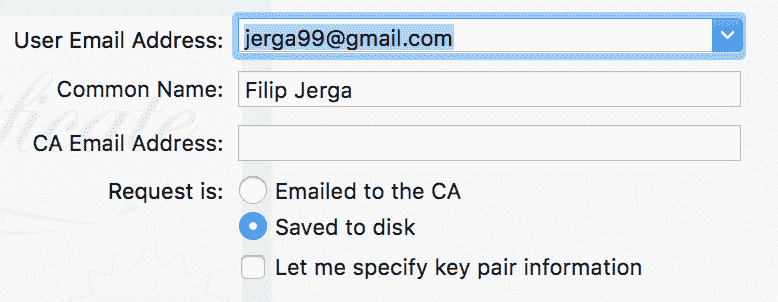 User Email Address: jerga99@gmail.com
Common Name: Filip Jerga
CA Email Address:
Request is: Emailed to the CA
Saved to disk
Let me specify key pair information